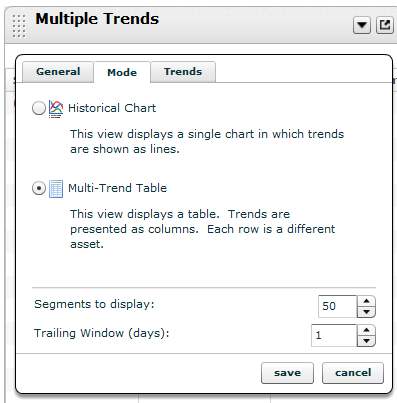 Multiple Trends
General Mode Trends
Historical Chart
This view displays a single chart in which trends
are shown as lines.
Multi-Trend Table
This view displays a table. Trends are
presented as columns. Each row is a different
asset.
Segments to display: 50
Trailing Window (days): 1
save cancel